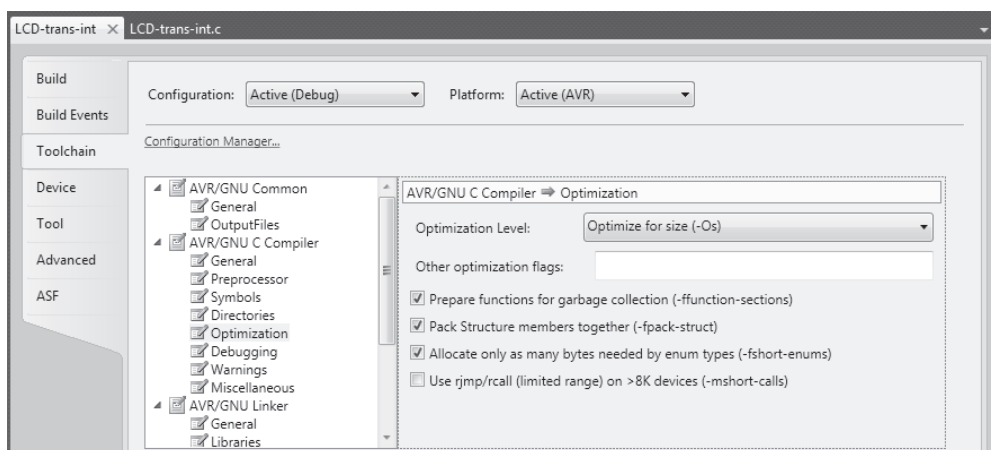 LCD-trans-int LCD-trans-int.c
Build
Build Events
Toolchain
Device
Tool
Advanced
ASF
Configuration: Active (Debug) Platform: Active (AVR)
Configuration Manager...
AVR/GNU Common
General
OutputFiles
AVR/GNU C Compiler
General
Preprocessor
Symbols
Directories
Optimization
Debugging
Warnings
Miscellaneous
AVR/GNU Linker
General
Libraries
AVR/GNU C Compiler ⇒ Optimization
Optimization Level: Optimize for size (-Os)
Other optimization flags:
Prepare functions for garbage collection (-ffunction-sections)
Pack Structure members together (-fpack-struct)
Allocate only as many bytes needed by enum types (-fshort-enums)
Use rjmp/rcall (limited range) on >8K devices (-mshort-calls)